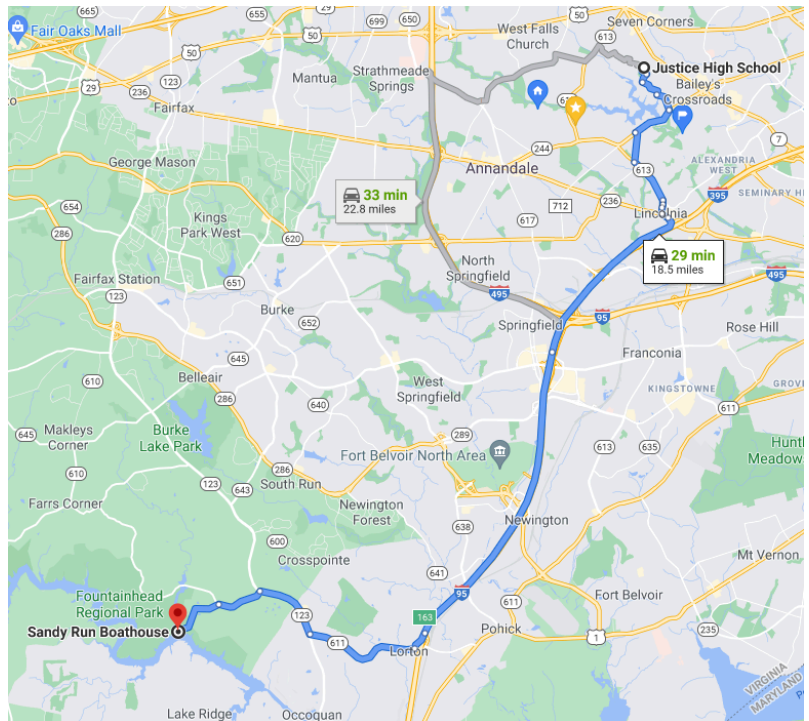 Fair Oaks Mall
50
29
699
650
West Falls
Church
50
Seven Corners
613
50
29
123
Mantua
Strathmeade
Springs
Justice High School
Bailey's
Crossroads
236
Fairfax
236
7
George Mason
244
Annandale
ALEXANDRIA
WEST
33 min
22.8 miles
613
395
SEMINARY
654
Kings
Park West
712
236
Lincolnia
286
617
620
29 min
18.5 miles
North
Springfield
Fairfax Station
651
495
495
123
Burke
652
Springfield
95
Rose Hill
645
Franconia
610
Belleair
West
Springfield
KINGSTOWNE
286
640
611
Makleys
Corner
645
Burke
Lake Park
289
613
635
Fort Belvoir North Area
610
286
123
643
South Run
Farrs Corner
Newington
Forest
Newington
638
600
Crosspointe
Mt Vernon
641
95
Fountainhead
Regional Park
Fort Belvoir
163
611
123
Sandy Run Boathouse
611
Pohick
1
235
Lorton
VIRGINIA
MARYLAND
Lake Ridge
Occoquan